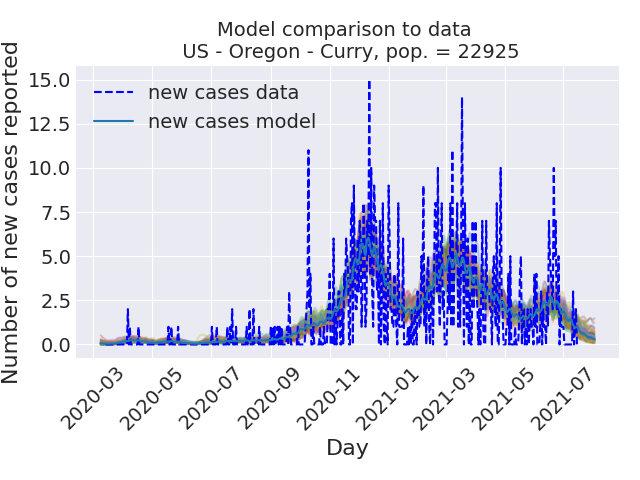 Model comparison to data
US - Oregon - Curry, pop. = 22925
Number of new cases reported
15.0
12.5
10.0
7.5
5.0
2.5
0.0
new cases data
new cases model
2020-03
2020-05
2020-07
2020-09
2020-11
2021-01
2021-03
2021-05
2021-07
Day